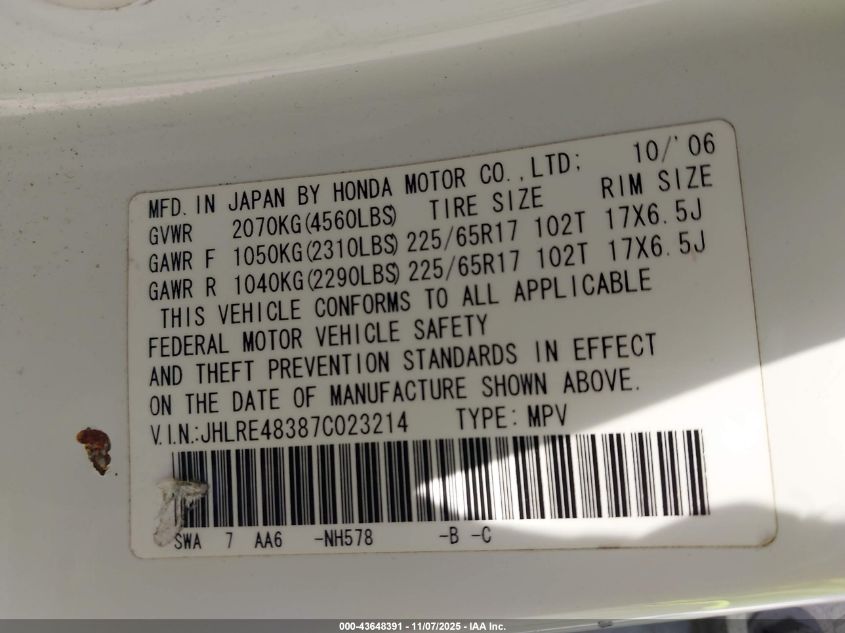 MFD. IN JAPAN BY HONDA MOTOR CO.,LTD; 10/'06
GVWR 2070KG(4560LBS) TIRE SIZE RIM SIZE
GAWR F 1050KG(2310LBS) 225/65R17 102T 17X6.5J
GAWR R 1040KG(2290LBS) 225/65R17 102T 17X6.5J
THIS VEHICLE CONFORMS TO ALL APPLICABLE
FEDERAL MOTOR VEHICLE SAFETY
AND THEFT PREVENTION STANDARDS IN EFFECT
ON THE DATE OF MANUFACTURE SHOWN ABOVE.
V.I.N.:JHLRE48387C023214 TYPE: MPV
SWA 7 AA6 -NH578 -B -C
000-43648391 - 11/07/2025 - IAA Inc.